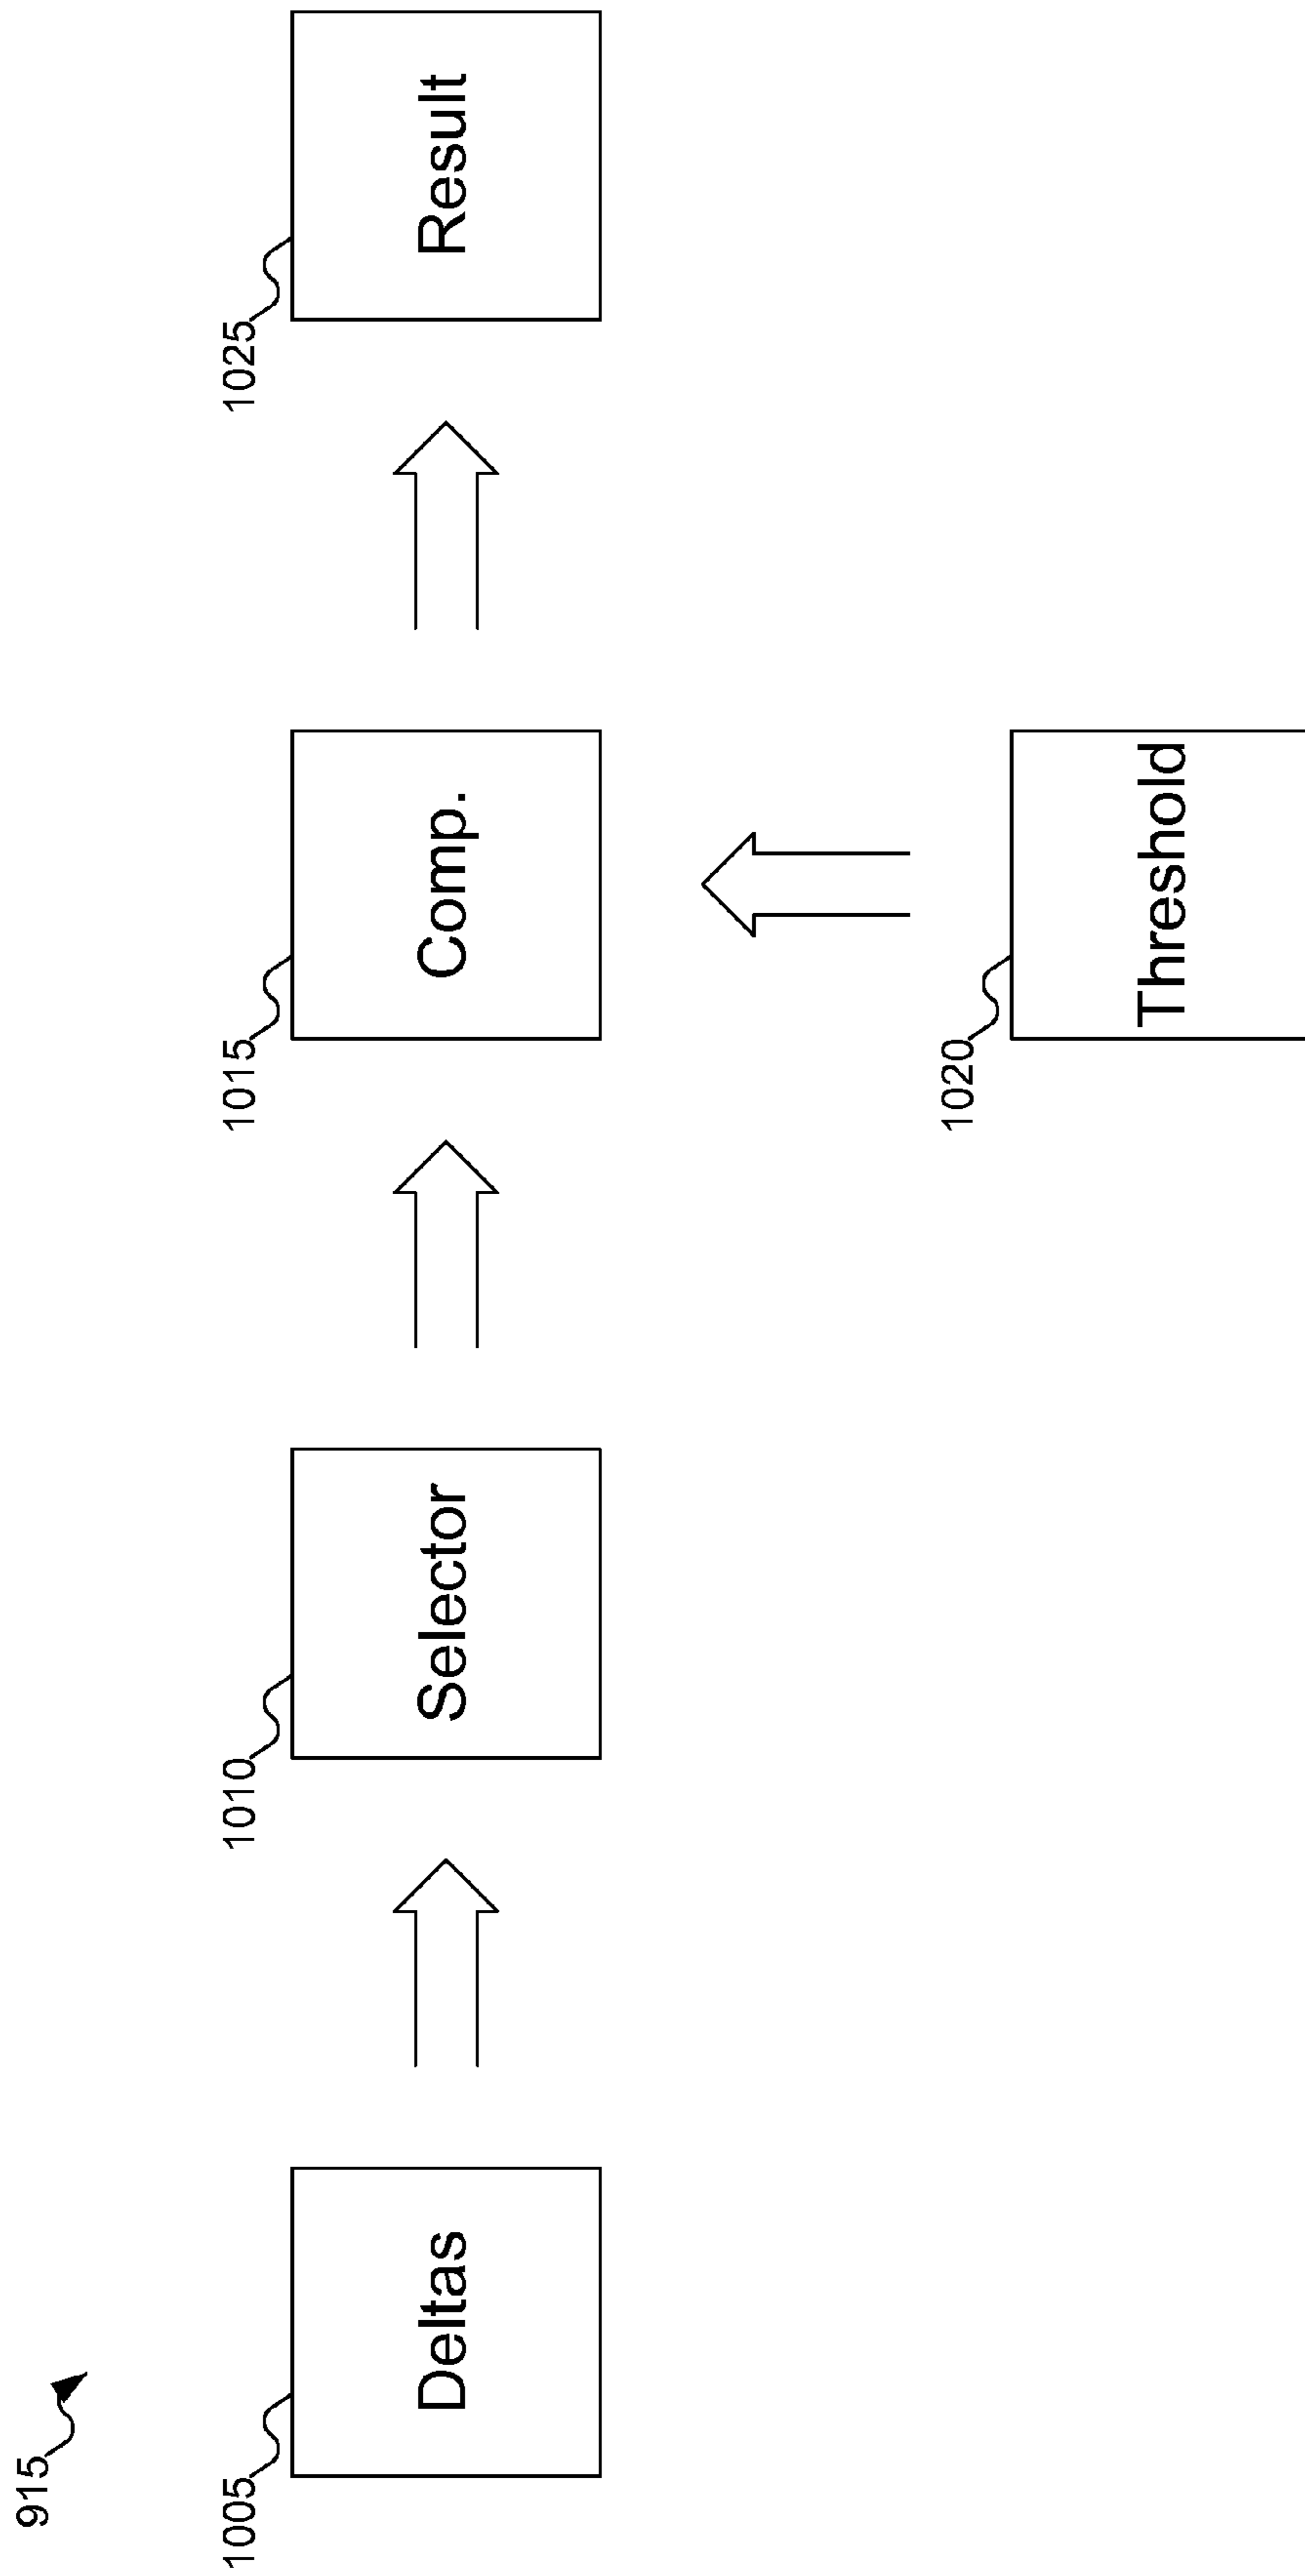 915
1005
Deltas
1010
Selector
1015
Comp.
1020
Threshold
1025
Result